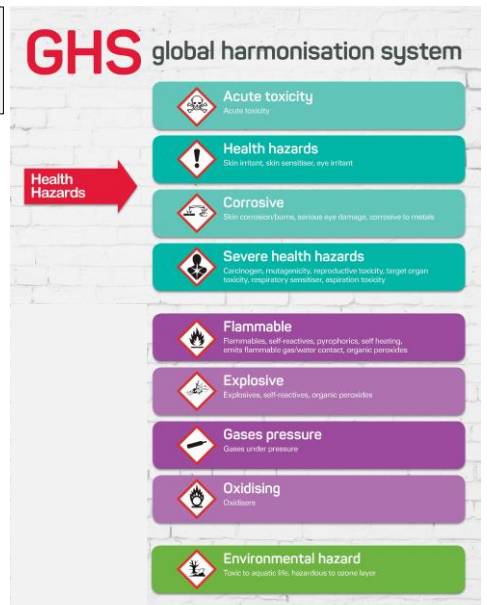 GHS global harmonisation system
Acute toxicity
Acute toxicity
Health hazards
Skin irritant, skin sensitiser, eye irritant
Health
Hazards
Corrosive
Skin corrosion/burns, serious eye damage, corrosive to metals
Severe health hazards
Carcinogen, mutagenicity, reproductive toxicity, target organ
toxicity, respiratory sensitiser, aspiration toxicity
Flammable
Flammables, self-reactives, pyrophorics, self heating,
emits flammable gas/water contact, organic peroxides
Explosive
Explosives, self-reactives, organic peroxides
Gases pressure
Gases under pressure
Oxidising
Oxidisers
Environmental hazard
Toxic to aquatic life, hazardous to ozone layer